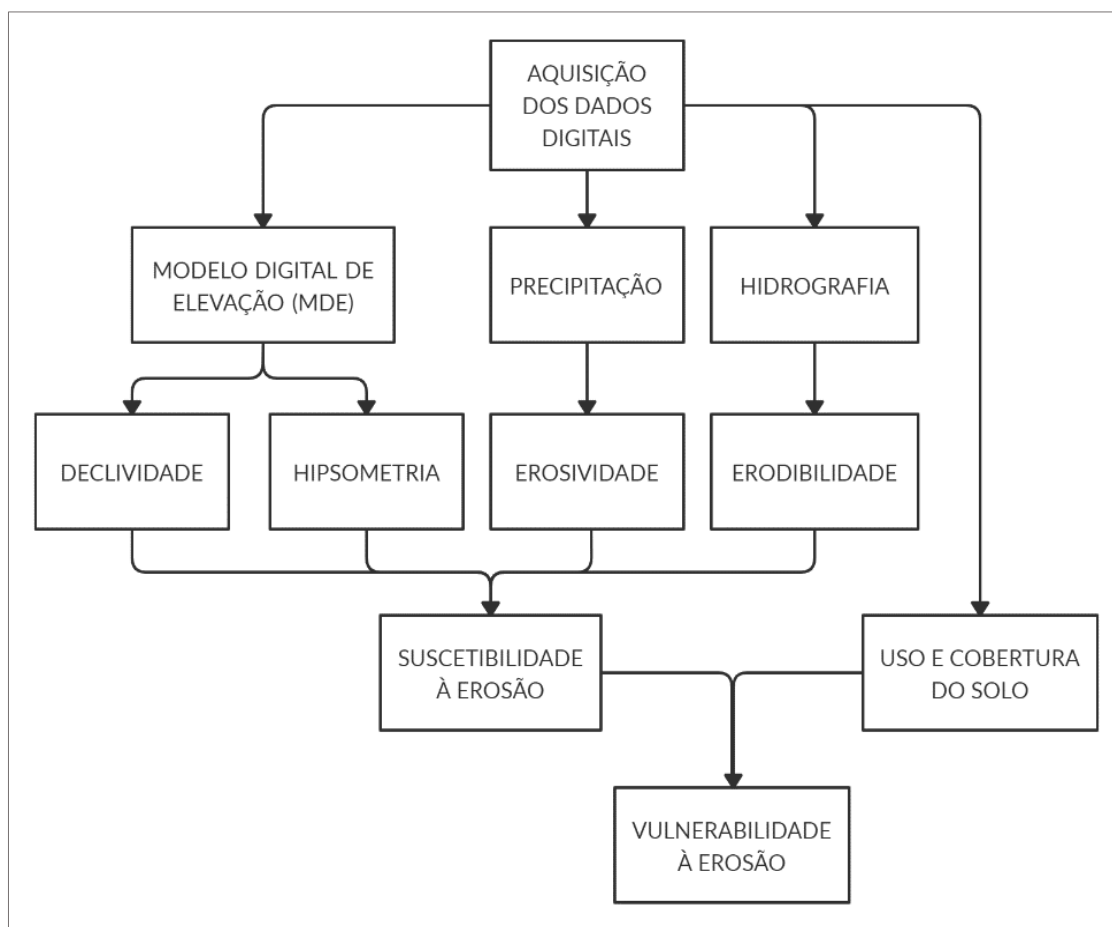 AQUISIÇÃO
DOS DADOS
DIGITAIS
MODELO DIGITAL DE
ELEVAÇÃO (MDE)
PRECIPITAÇÃO
HIDROGRAFIA
DECLIVIDADE
HIPSOMETRIA
EROSIVIDADE
ERODIBILIDADE
SUSCETIBILIDADE
À EROSÃO
USO E COBERTURA
DO SOLO
VULNERABILIDADE
À EROSÃO